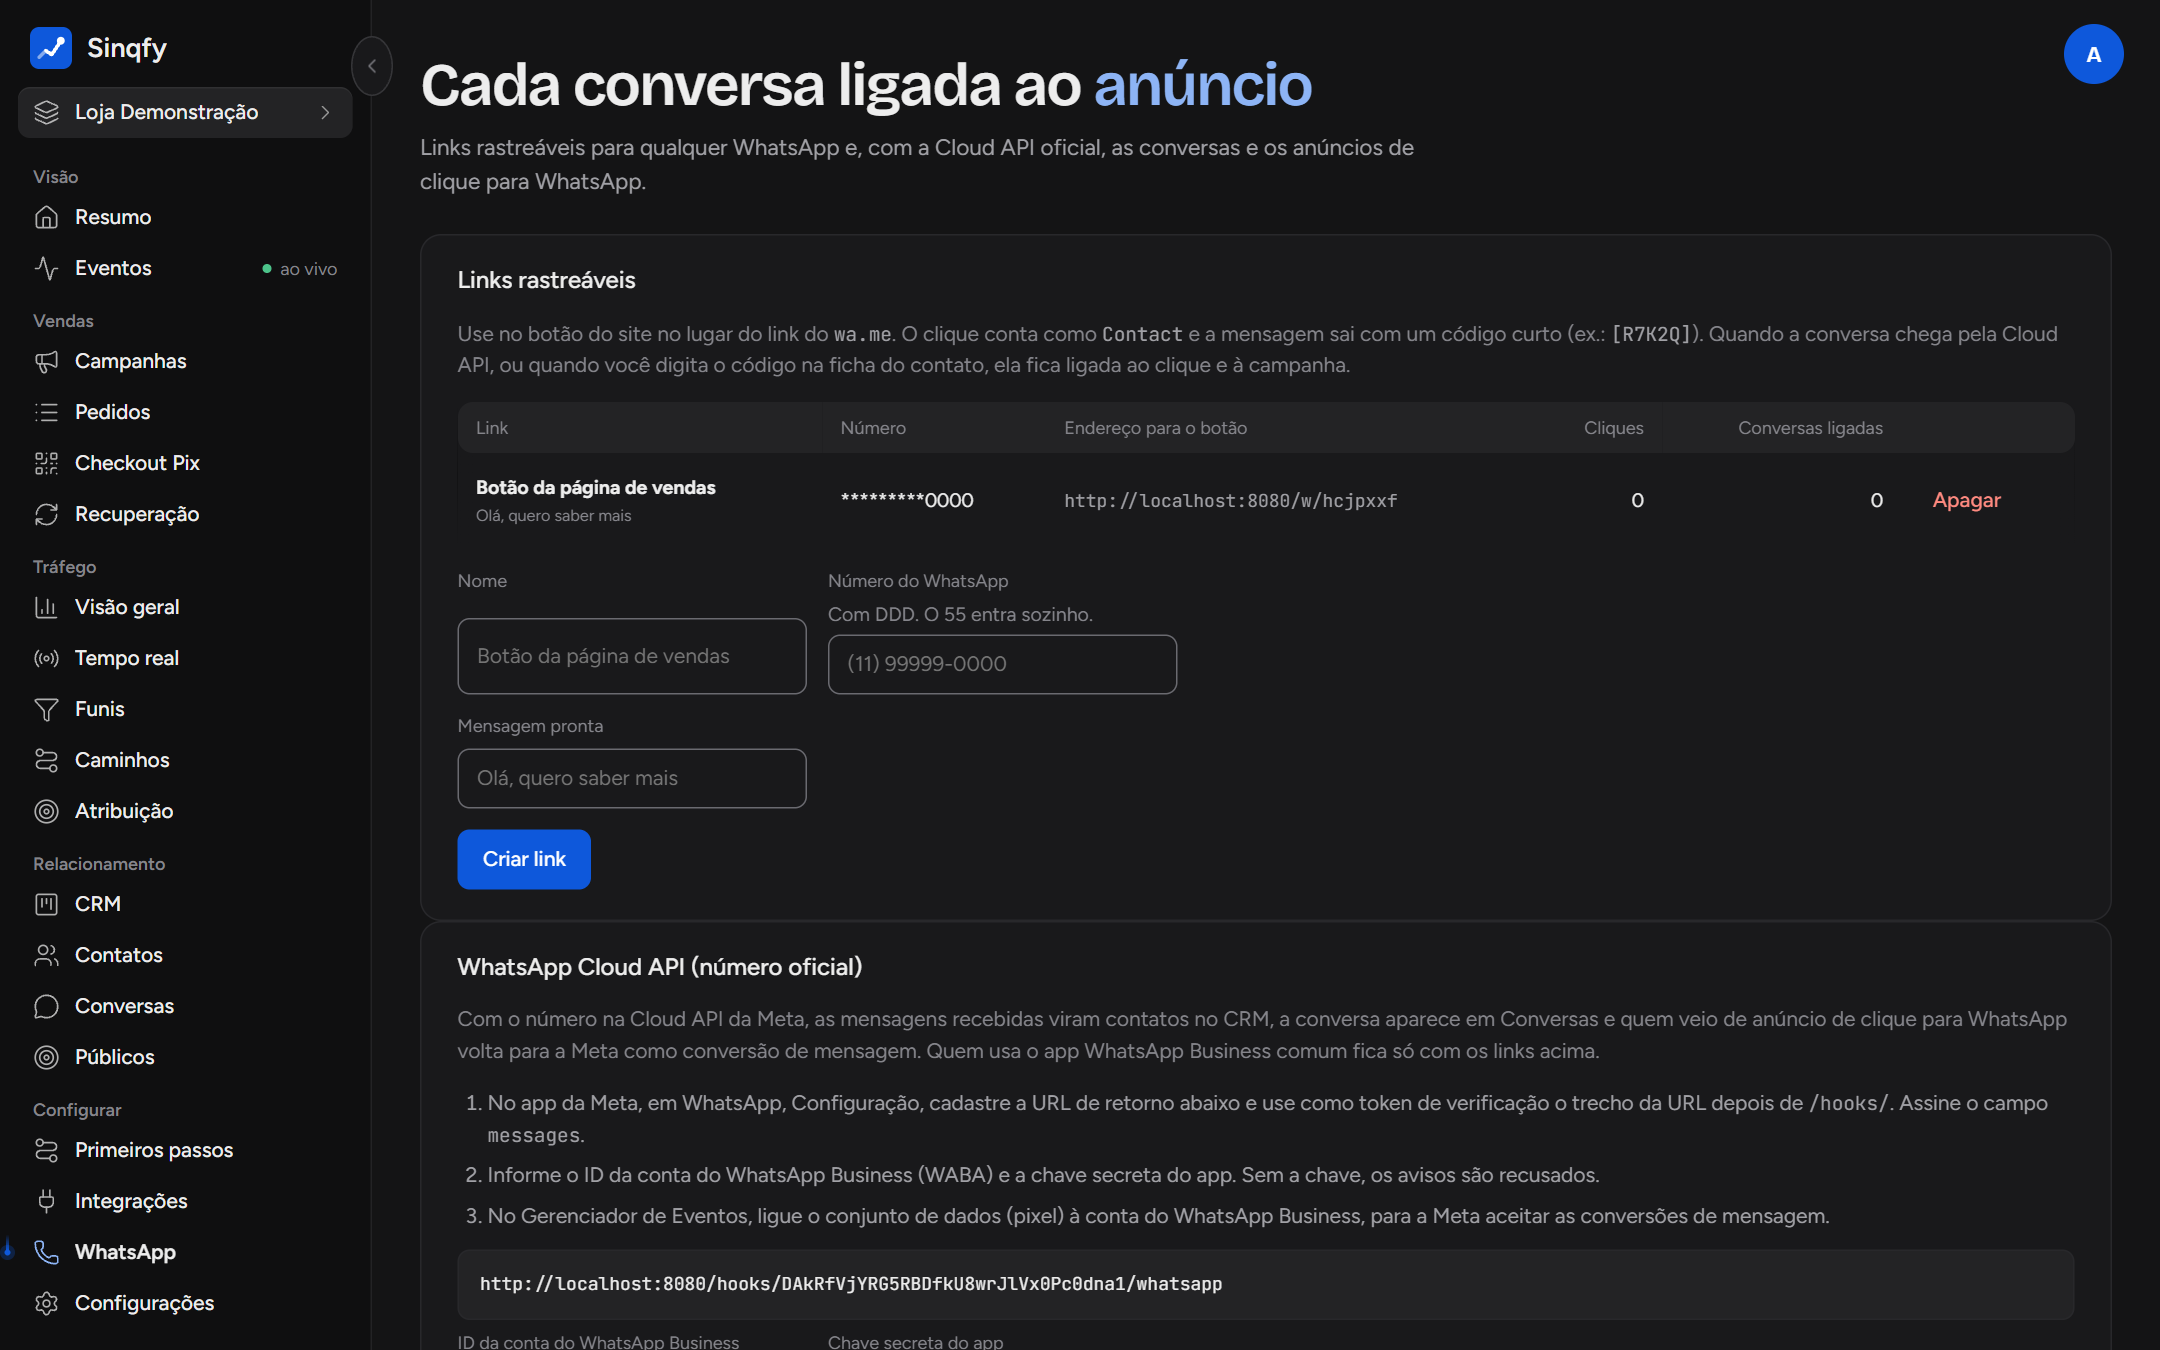 Sinqfy
Loja Demonstração
Visão
Resumo
Eventos
ao vivo
Vendas
Campanhas
Pedidos
Checkout Pix
Recuperação
Tráfego
Visão geral
Tempo real
Funis
Caminhos
Atribuição
Relacionamento
CRM
Contatos
Conversas
Públicos
Configurar
Primeiros passos
Integrações
WhatsApp
Configurações
A
Cada conversa ligada ao anúncio
Links rastreáveis para qualquer WhatsApp e, com a Cloud API oficial, as conversas e os anúncios de
clique para WhatsApp.
Links rastreáveis
Use no botão do site no lugar do link do wa.me. O clique conta como Contact e a mensagem sai com um código curto (ex.: [R7K2Q]). Quando a conversa chega pela Cloud
API, ou quando você digita o código na ficha do contato, ela fica ligada ao clique e à campanha.
Link Número Endereço para o botão Cliques Conversas ligadas
Botão da página de vendas
Olá, quero saber mais
*********0000 http://localhost:8080/w/hcjpxxf 0 0 Apagar
Nome
Botão da página de vendas
Número do WhatsApp
Com DDD. O 55 entra sozinho.
(11) 99999-0000
Mensagem pronta
Olá, quero saber mais
Criar link
WhatsApp Cloud API (número oficial)
Com o número na Cloud API da Meta, as mensagens recebidas viram contatos no CRM, a conversa aparece em Conversas e quem veio de anúncio de clique para WhatsApp
volta para a Meta como conversão de mensagem. Quem usa o app WhatsApp Business comum fica só com os links acima.
1. No app da Meta, em WhatsApp, Configuração, cadastre a URL de retorno abaixo e use como token de verificação o trecho da URL depois de /hooks/. Assine o campo
messages.
2. Informe o ID da conta do WhatsApp Business (WABA) e a chave secreta do app. Sem a chave, os avisos são recusados.
3. No Gerenciador de Eventos, ligue o conjunto de dados (pixel) à conta do WhatsApp Business, para a Meta aceitar as conversões de mensagem.
http://localhost:8080/hooks/DAkRfVjYRG5RBDfkU8wrJlVx0Pc0dna1/whatsapp
ID da conta do WhatsApp Business Chave secreta do app